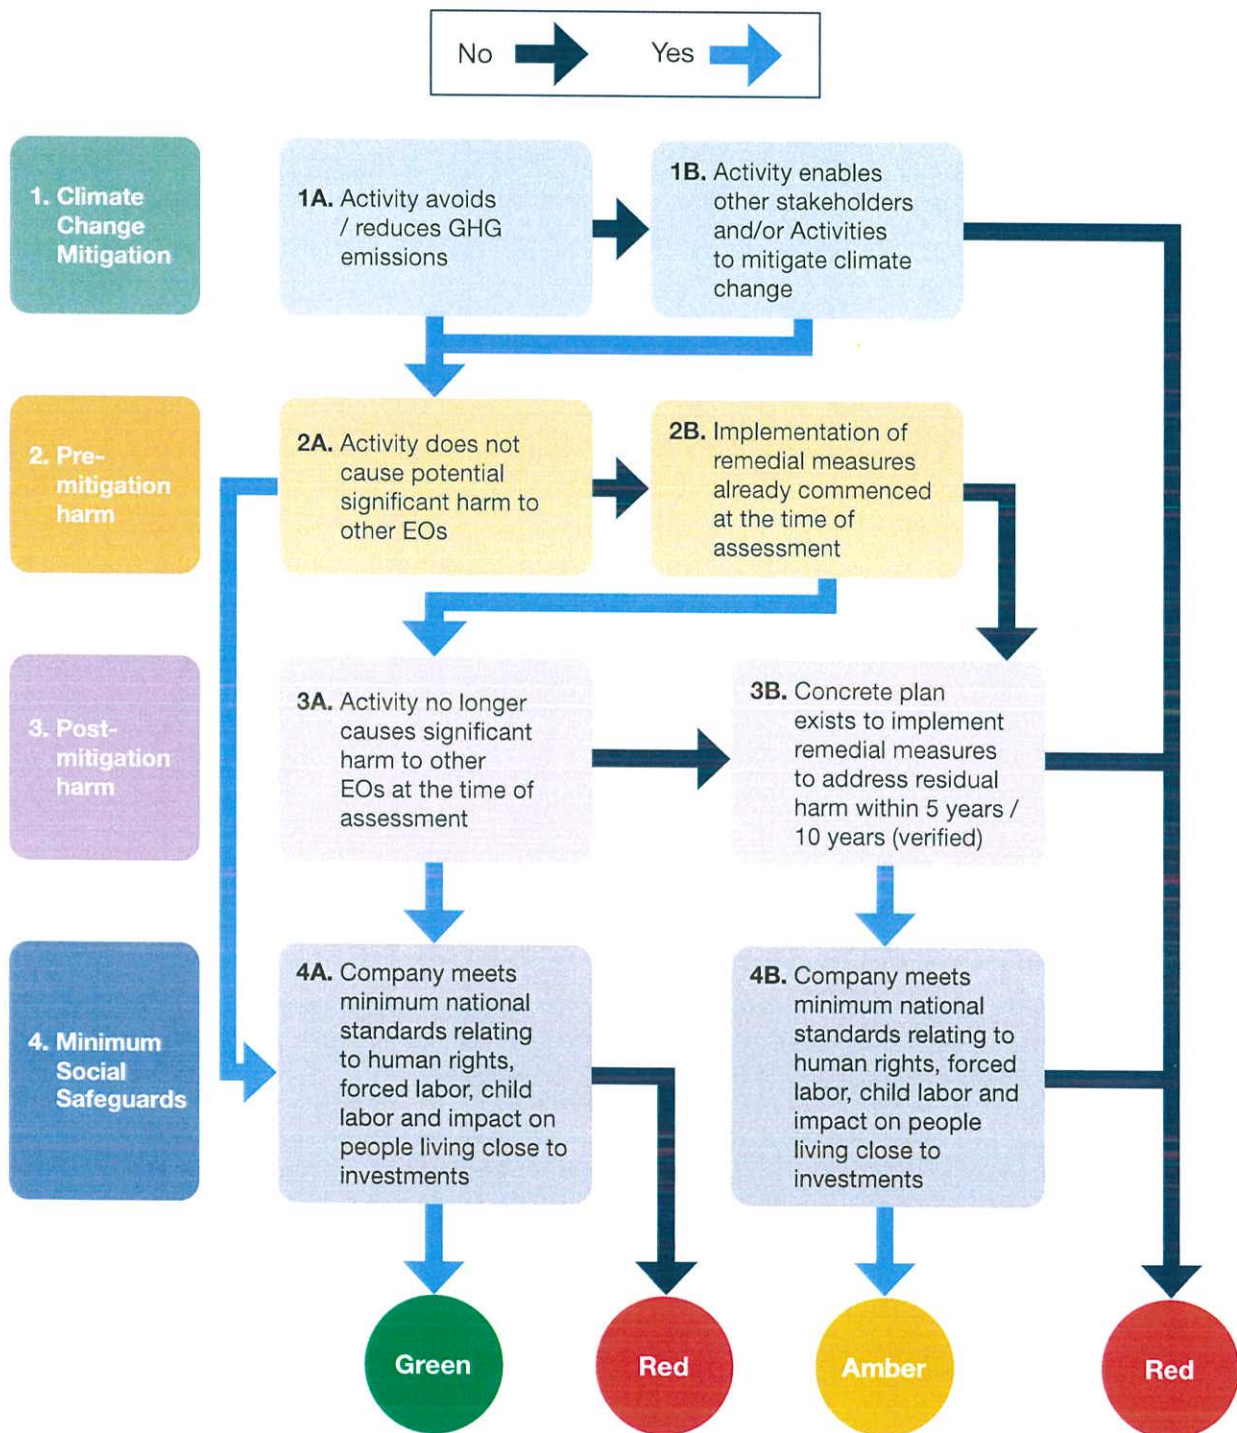 No
Yes
1. Climate
Change
Mitigation
1A. Activity avoids
/ reduces GHG
emissions
1B. Activity enables
other stakeholders
and/or Activities
to mitigate climate
change
2. Pre-
mitigation
harm
2A. Activity does not
cause potential
significant harm to
other EOs
2B. Implementation of
remedial measures
already commenced
at the time of
assessment
3. Post-
mitigation
harm
3A. Activity no longer
causes significant
harm to other
EOs at the time of
assessment
3B. Concrete plan
exists to implement
remedial measures
to address residual
harm within 5 years /
10 years (verified)
4. Minimum
Social
Safeguards
4A. Company meets
minimum national
standards relating
to human rights,
forced labor, child
labor and impact on
people living close to
investments
4B. Company meets
minimum national
standards relating to
human rights, forced
labor, child labor and
impact on people
living close to
investments
Green
Red
Amber
Red